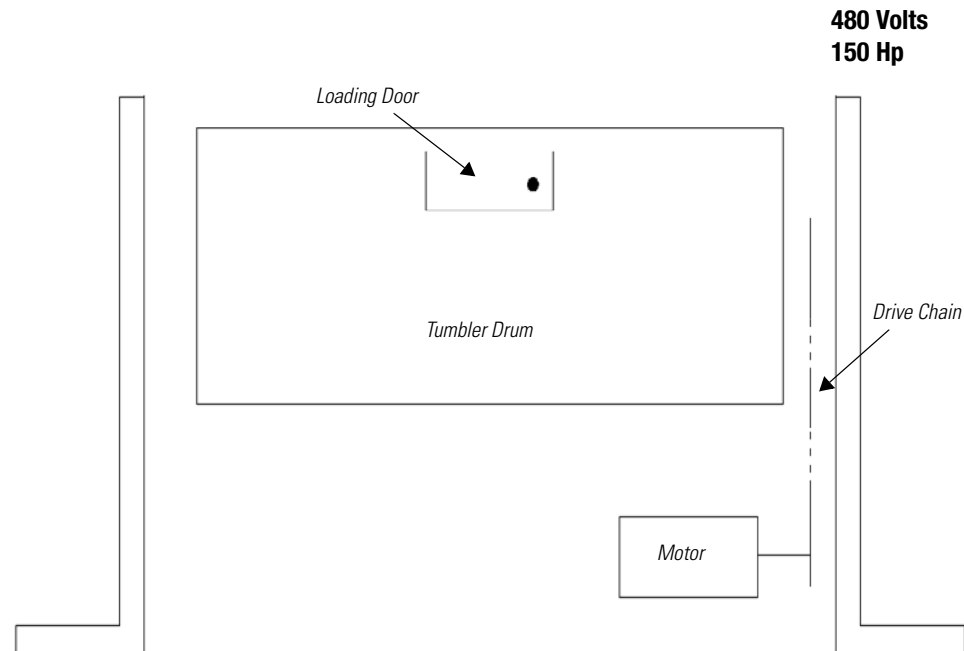 480 Volts
150 Hp
Loading Door
Drive Chain
Tumbler Drum
Motor